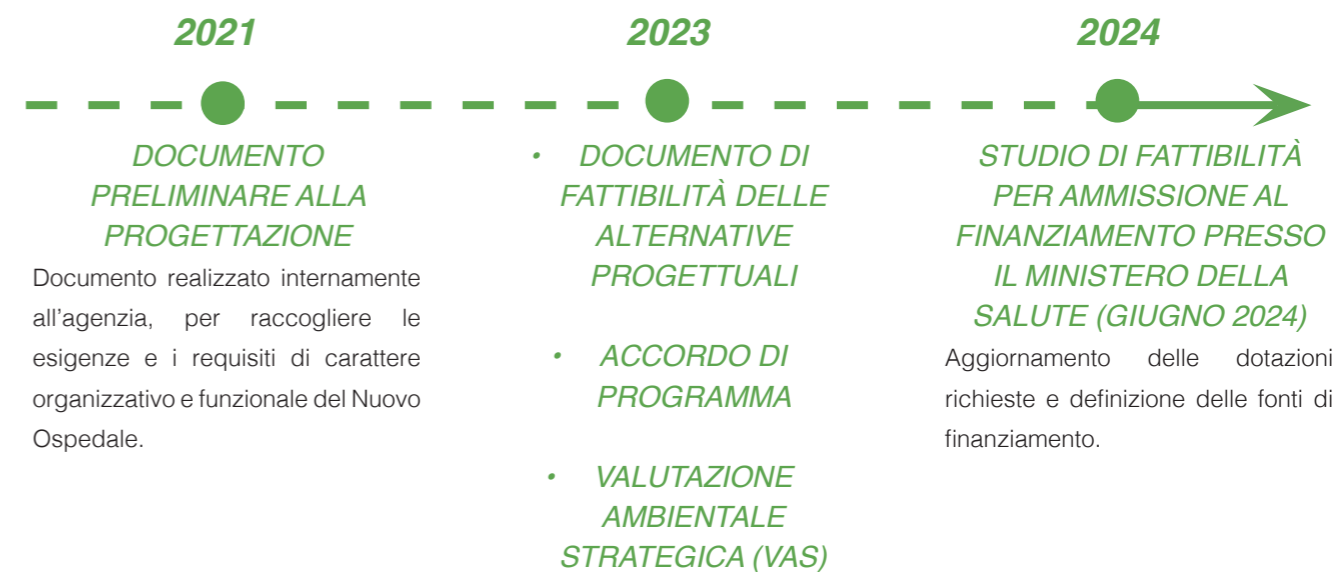 2021
DOCUMENTO
PRELIMINARE ALLA
PROGETTAZIONE
Documento realizzato internamente
all'agenzia, per raccogliere le
esigenze e i requisiti di carattere
organizzativo e funzionale del Nuovo
Ospedale.
2023
• DOCUMENTO DI
FATTIBILITÀ DELLE
ALTERNATIVE
PROGETTUALI
• ACCORDO DI
PROGRAMMA
• VALUTAZIONE
AMBIENTALE
STRATEGICA (VAS)
2024
STUDIO DI FATTIBILITÀ
PER AMMISSIONE AL
FINANZIAMENTO PRESSO
IL MINISTERO DELLA
SALUTE (GIUGNO 2024)
Aggiornamento delle dotazioni
richieste e definizione delle fonti di
finanziamento.